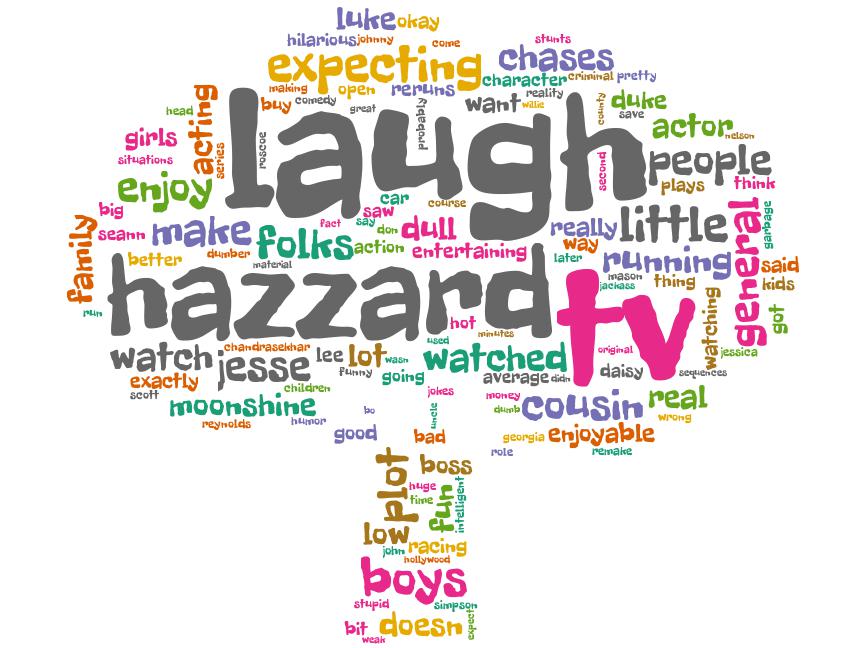 luke okay
hilarious johnny come stunts
expecting chases
character criminal pretty
making open reruns reality
buy comedy great probably want willie county duke
save
head acting series roscoe laugh actor nelson
girls
situations second people
enjoy car course plays think
big saw say don
family seann make fact dull really little general garbage
folks action entertaining way
better dumber material later running said
mason thing kids
run hazzard jackass tv watching got
hot minutes
used
watch chandrasekhar lee lot wasn watched original jessica
jesse funny going average didn daisy sequences
exactly
scott children jokes money cousin real
moonshine bo uncle dumb wrong
reynolds humor good bad georgia enjoyable
role remake
plot boss
huge fun intelligent
time
low
john racing
hollywood
boys
stupid simpson
bit doesn expect
weak